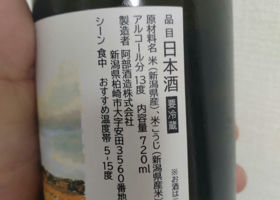 品目 日本酒 要冷蔵
原材料名 米(新潟県産)、米こうじ(新潟県産米
アルコール分 13度 内容量 720ml
製造者 阿部酒造株式会社
新潟県柏崎市大字安田3560番地
シーン 食中 おすすめ温度帯 5-15度
※お酒は